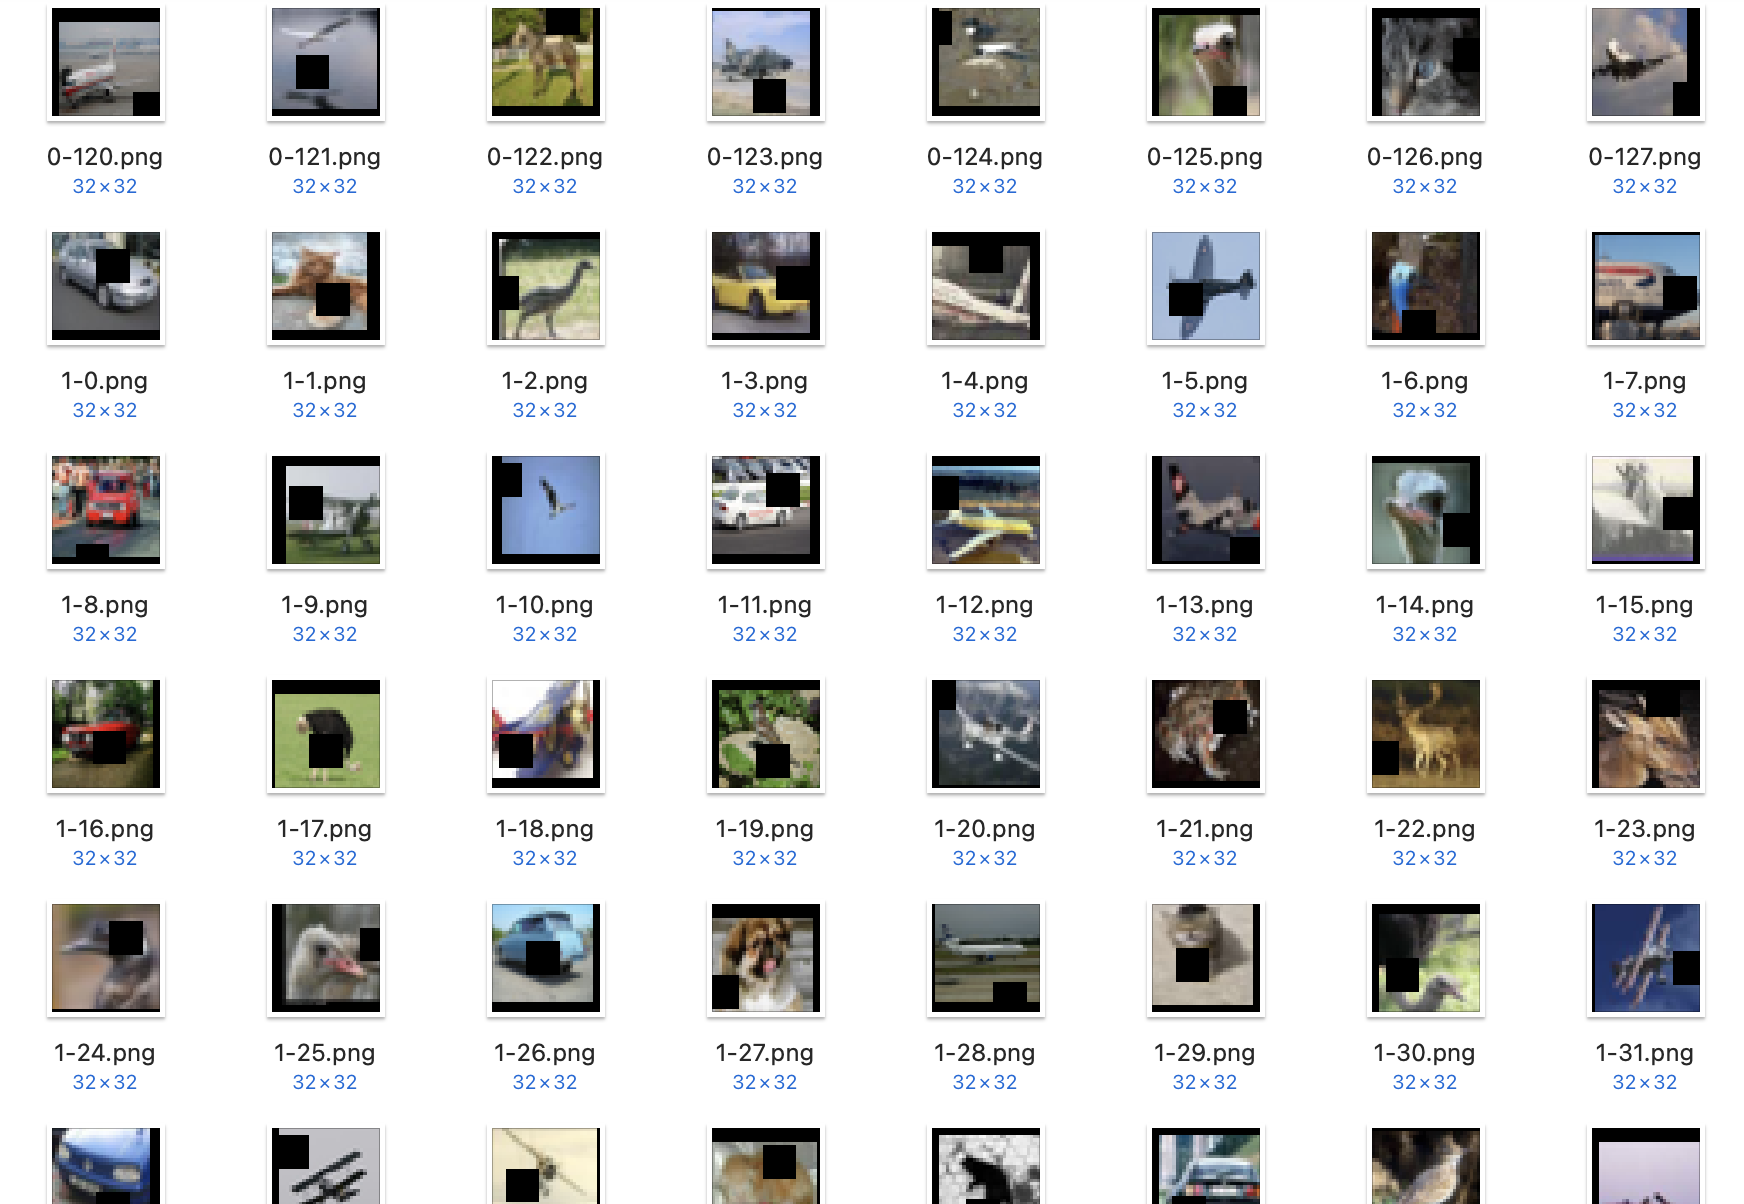 0-120.png 0-121.png 0-122.png 0-123.png 0-124.png 0-125.png 0-126.png 0-127.png
32×32 32×32 32×32 32×32 32×32 32×32 32×32 32×32
1-0.png 1-1.png 1-2.png 1-3.png 1-4.png 1-5.png 1-6.png 1-7.png
32×32 32×32 32×32 32×32 32×32 32×32 32×32 32×32
1-8.png 1-9.png 1-10.png 1-11.png 1-12.png 1-13.png 1-14.png 1-15.png
32×32 32×32 32×32 32×32 32×32 32×32 32×32 32×32
1-16.png 1-17.png 1-18.png 1-19.png 1-20.png 1-21.png 1-22.png 1-23.png
32×32 32×32 32×32 32×32 32×32 32×32 32×32 32×32
1-24.png 1-25.png 1-26.png 1-27.png 1-28.png 1-29.png 1-30.png 1-31.png
32×32 32×32 32×32 32×32 32×32 32×32 32×32 32×32